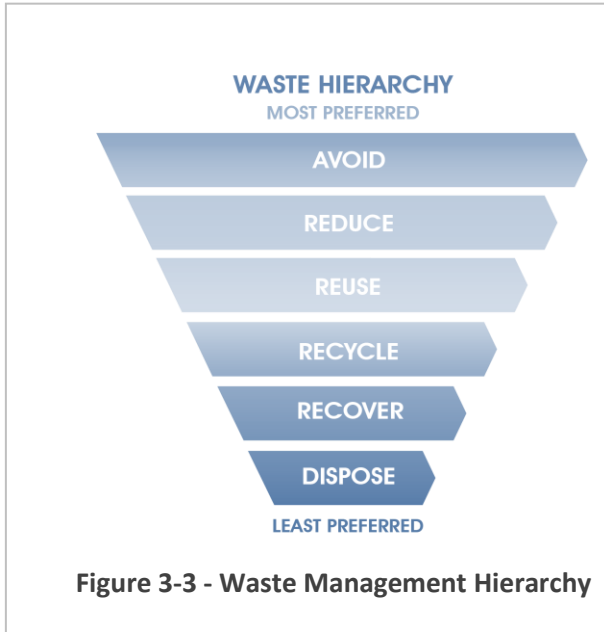 WASTE HIERARCHY
MOST PREFERRED
AVOID
REDUCE
REUSE
RECYCLE
RECOVER
DISPOSE
LEAST PREFERRED
Figure 3-3 - Waste Management Hierarchy